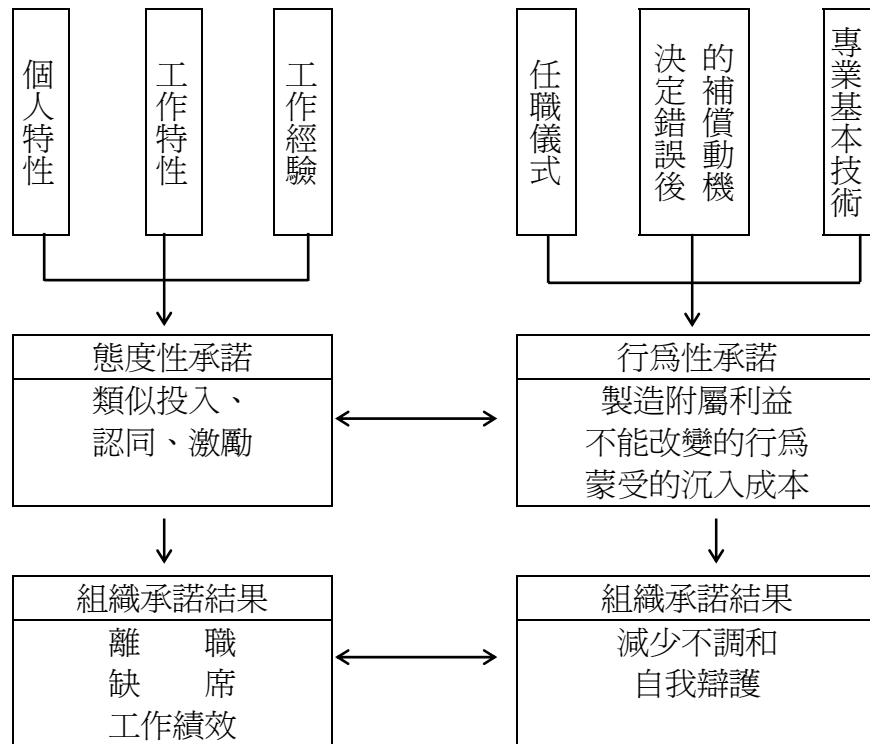 個人特性
工作特性
工作經驗
任職儀式
決定錯誤後
的補償動機
專業基本技術
態度性承諾
類似投入、
認同、激勵
行為性承諾
製造附屬利益
不能改變的行為
蒙受的沉入成本
組織承諾結果
離 職
缺 席
工作績效
組織承諾結果
減少不調和
自我辯護